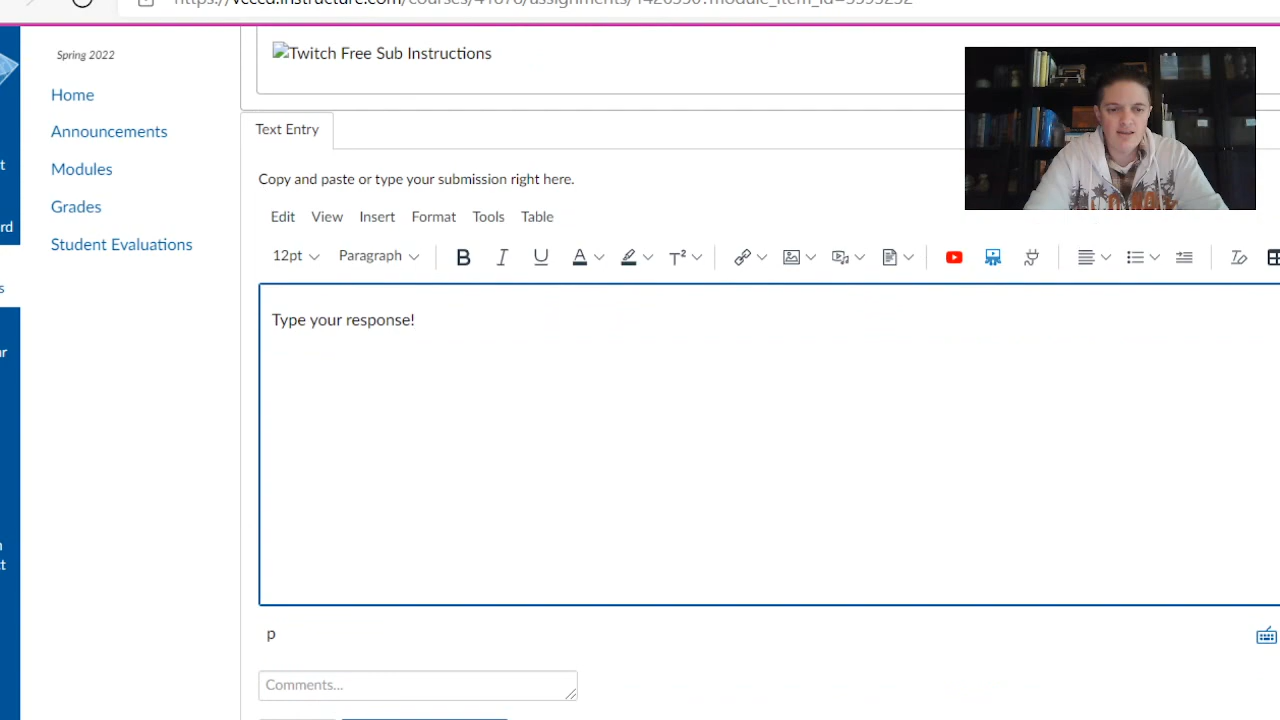 Spring 2022
Home
Announcements
Modules
Grades
Student Evaluations
Twitch Free Sub Instructions
Text Entry
Copy and paste or type your submission right here.
Edit View Insert Format Tools Table
12pt Paragraph B I U A T²
Type your response!
p
Comments...